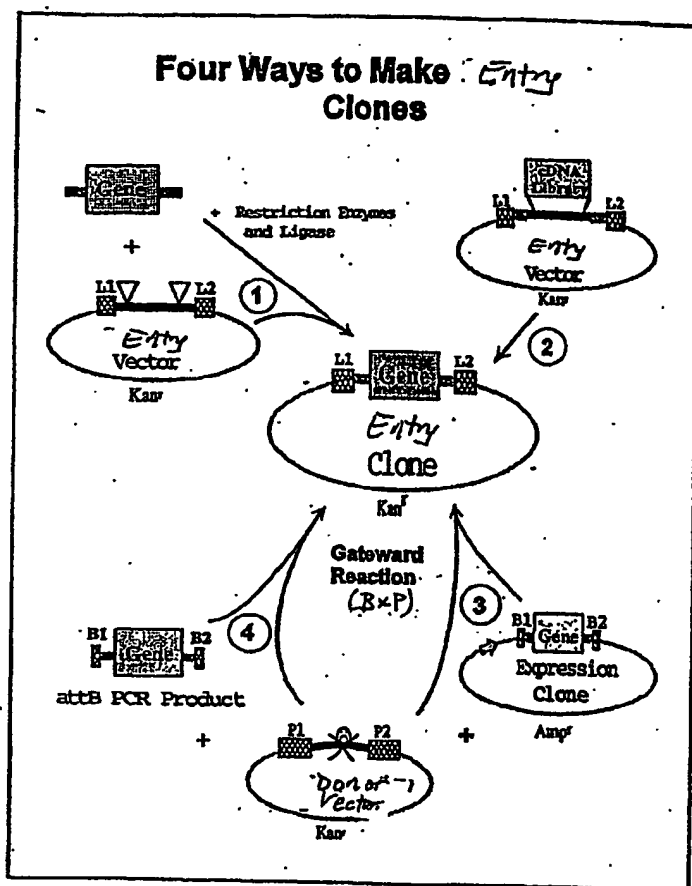 Four Ways to Make Entry
Clones
Gene
+
+ Restriction Enzymes
and Ligase
L1 L2
Entry
Vector
Kanr
1
cDNA
Library
L1 L2
Entry
Vector
Kanr
2
L1 Gene L2
Entry
Clone
Kanr
Gateward
Reaction
(B×P)
4
3
B1 Gene B2
attB PCR Product
+
B1 Gene B2
Expression
Clone
Ampr
+
P1 P2
Donor
Vector
Kanr